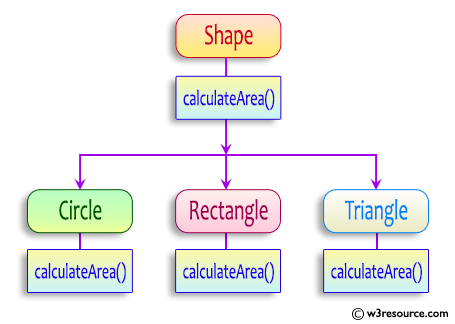 Shape
calculateArea()
Circle
Rectangle
Triangle
calculateArea()
calculateArea()
calculateArea()
© w3resource.com